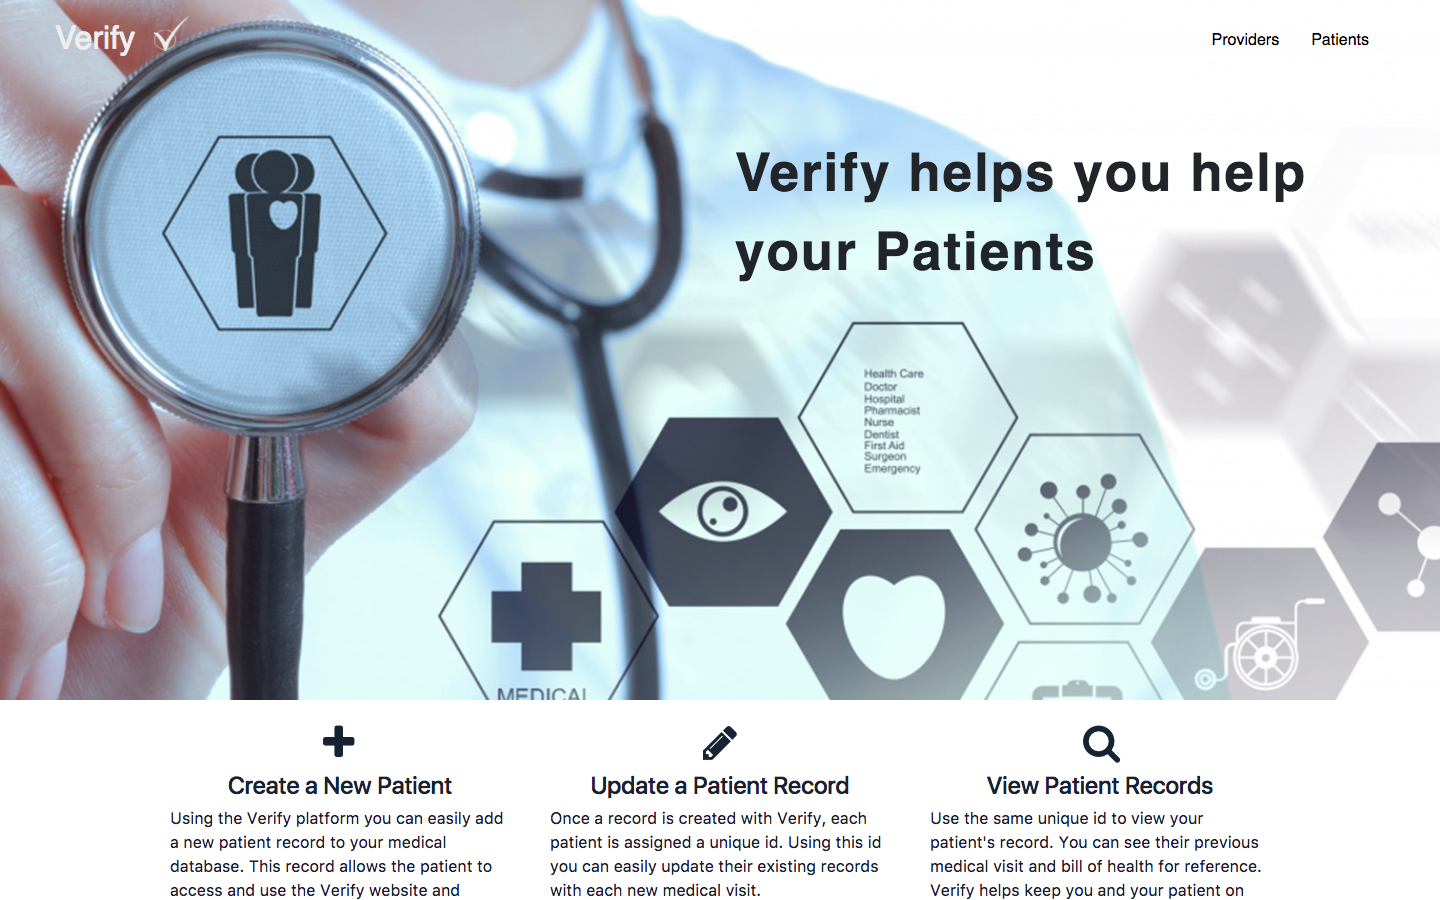 Verify
Providers
Patients
Verify helps you help
your Patients
Health Care
Doctor
Hospital
Pharmacist
Nurse
Dentist
First Aid
Surgeon
Emergency
MEDICAL
Create a New Patient
Using the Verify platform you can easily add
a new patient record to your medical
database. This record allows the patient to
access and use the Verify website and
Update a Patient Record
Once a record is created with Verify, each
patient is assigned a unique id. Using this id
you can easily update their existing records
with each new medical visit.
View Patient Records
Use the same unique id to view your
patient's record. You can see their previous
medical visit and bill of health for reference.
Verify helps keep you and your patient on